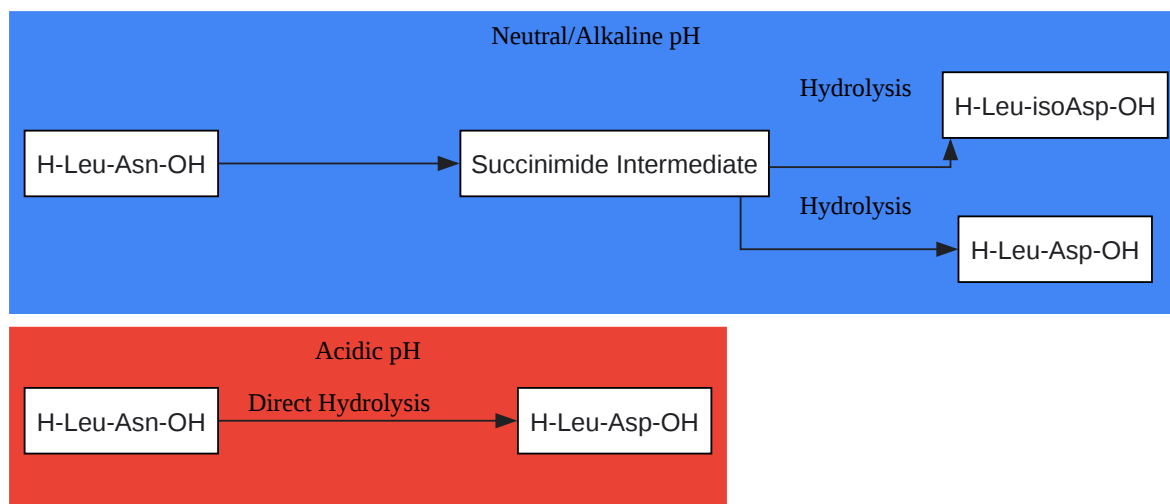 Neutral/Alkaline pH
Hydrolysis
H-Leu-isoAsp-OH
H-Leu-Asn-OH
Succinimide Intermediate
Hydrolysis
H-Leu-Asp-OH
Acidic pH
H-Leu-Asn-OH
Direct Hydrolysis
H-Leu-Asp-OH